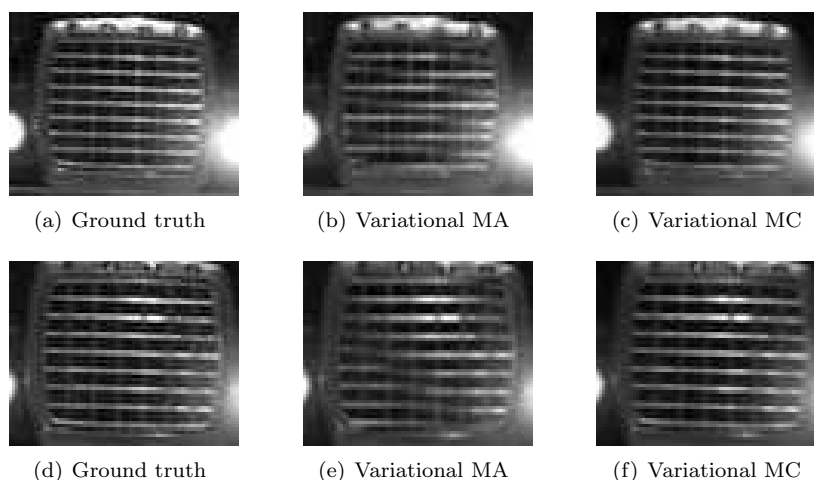 (a) Ground truth
(b) Variational MA
(c) Variational MC
(d) Ground truth
(e) Variational MA
(f) Variational MC